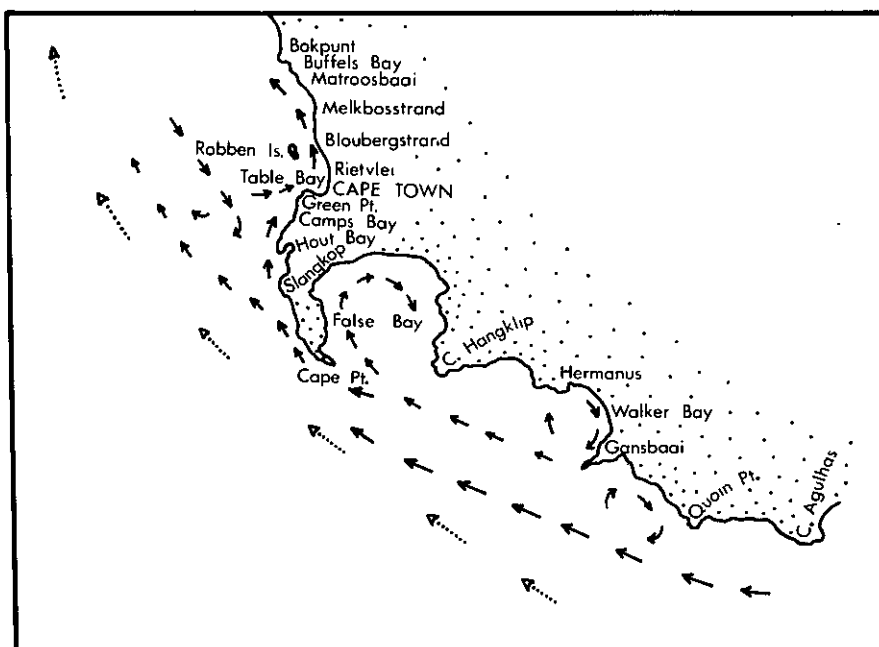 Bokpunt
Buffels Bay
Matroosbaai
Melkbosstrand
Bloubergstrand
Robben Is.
Rietvlei
Table Bay
CAPE TOWN
Green Pt.
Camps Bay
Hout Bay
Slangkop
False Bay
C. Hangklip
Cape Pt.
Hermanus
Walker Bay
Gansbaai
Quoin Pt.
C. Agulhas